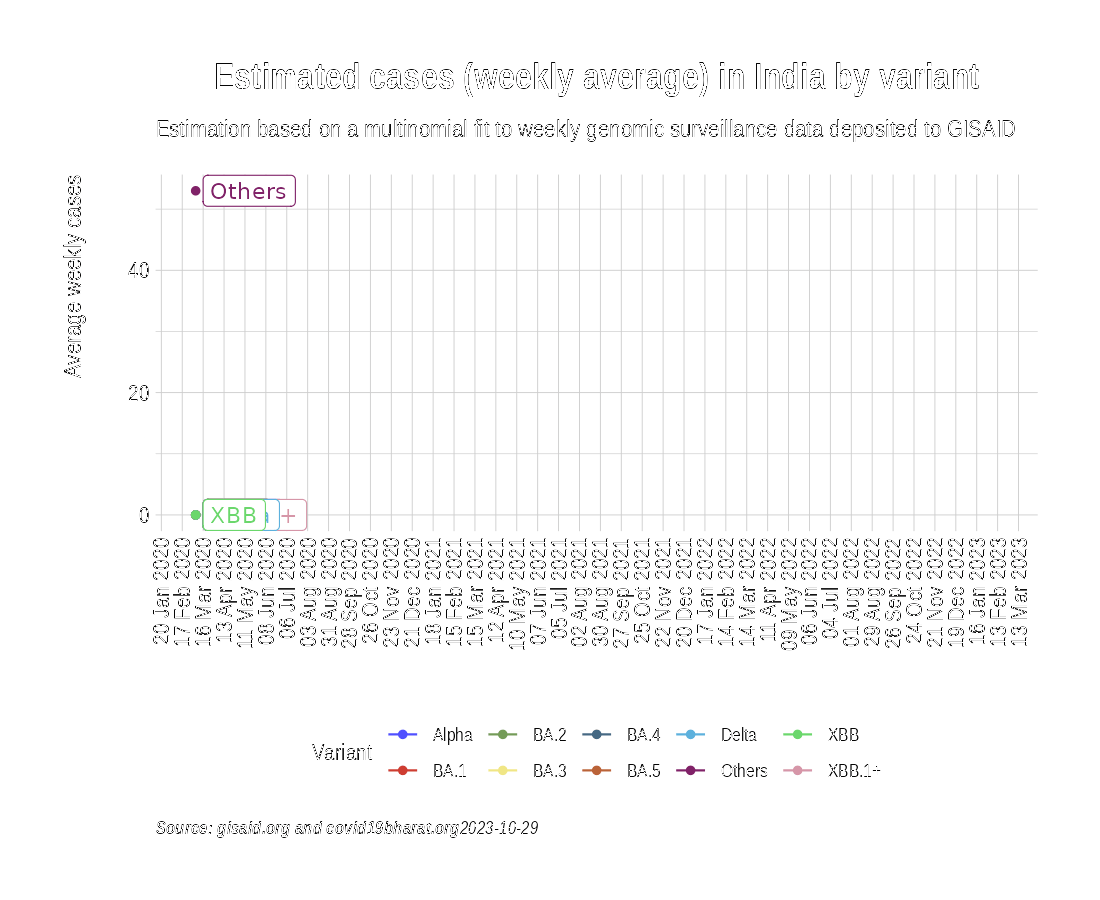 Estimated cases (weekly average) in India by variant
Estimation based on a multinomial fit to weekly genomic surveillance data deposited to GISAID
Average weekly cases
Others
40
20
0
XBB
+
20 Jan 2020
17 Feb 2020
16 Mar 2020
13 Apr 2020
11 May 2020
08 Jun 2020
06 Jul 2020
03 Aug 2020
31 Aug 2020
28 Sep 2020
26 Oct 2020
23 Nov 2020
21 Dec 2020
18 Jan 2021
15 Feb 2021
15 Mar 2021
12 Apr 2021
10 May 2021
07 Jun 2021
05 Jul 2021
02 Aug 2021
30 Aug 2021
27 Sep 2021
25 Oct 2021
22 Nov 2021
20 Dec 2021
17 Jan 2022
14 Feb 2022
14 Mar 2022
11 Apr 2022
09 May 2022
06 Jun 2022
04 Jul 2022
01 Aug 2022
29 Aug 2022
26 Sep 2022
24 Oct 2022
21 Nov 2022
19 Dec 2022
16 Jan 2023
13 Feb 2023
13 Mar 2023
Variant
Alpha BA.2 BA.4 Delta XBB
BA.1 BA.3 BA.5 Others XBB.1+
Source: gisaid.org and covid19bharat.org2023-10-29